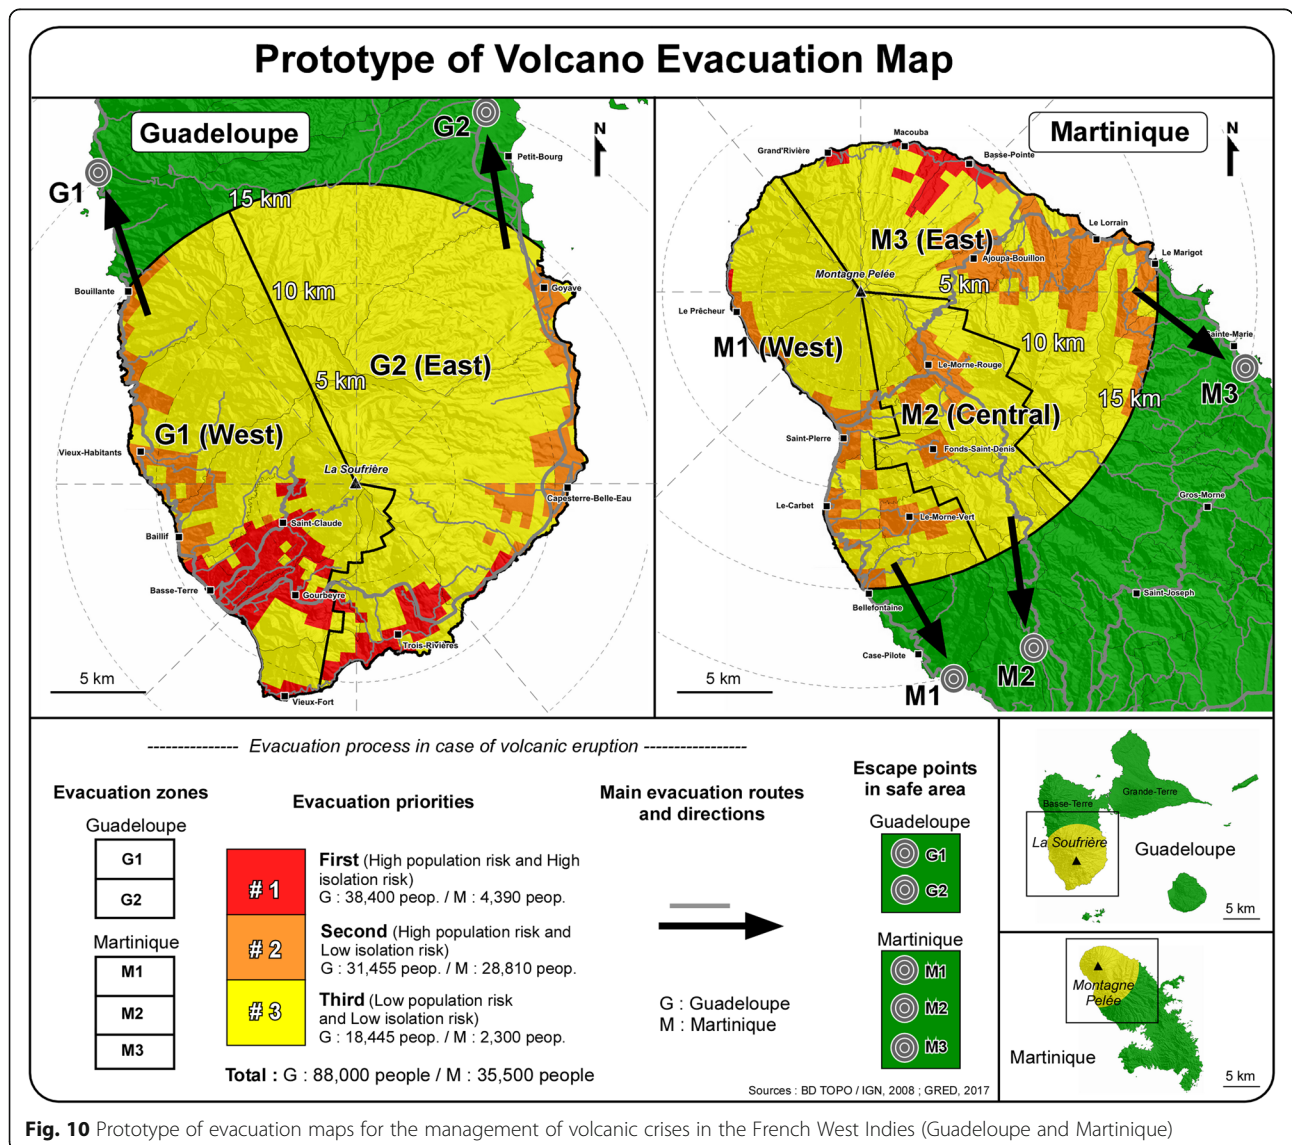 Prototype of Volcano Evacuation Map
Guadeloupe
G1
G2
N
Petit-Bourg
15 km
10 km
5 km
Bouillante
Goyave
G2 (East)
G1 (West)
Vieux-Habitants
La Soufrière
Capesterre-Belle-Eau
Saint-Claude
Baillif
Basse-Terre
Gourbeyre
Trois-Rivières
Vieux-Fort
5 km
Martinique
N
Macouba
Grand'Rivière
Basse-Pointe
Le Lorrain
M3 (East)
Ajoupa-Bouillon
Le Marigot
Montagne Pelée
5 km
Le Prêcheur
Sainte-Marie
M1 (West)
10 km
Le-Morne-Rouge
M3
15 km
M2 (Central)
Saint-Pierre
Fonds-Saint-Denis
Gros-Morne
Le-Carbet
Le-Morne-Vert
Saint-Joseph
Bellefontaine
Case-Pilote
M1
M2
5 km
--------------- Evacuation process in case of volcanic eruption -----------------
Evacuation zones
Guadeloupe
G1
G2
Martinique
M1
M2
M3
Evacuation priorities
# 1
First (High population risk and High
isolation risk)
G : 38,400 peop. / M : 4,390 peop.
# 2
Second (High population risk and
Low isolation risk)
G : 31,455 peop. / M : 28,810 peop.
# 3
Third (Low population risk
and Low isolation risk)
G : 18,445 peop. / M : 2,300 peop.
Total : G : 88,000 people / M : 35,500 people
Main evacuation routes
and directions
G : Guadeloupe
M : Martinique
Escape points
in safe area
Guadeloupe
G1
G2
Martinique
M1
M2
M3
Sources : BD TOPO / IGN, 2008 ; GRED, 2017
Basse-Terre
Grande-Terre
La Soufrière
Guadeloupe
5 km
Montagne
Pelée
Martinique
5 km
Fig. 10 Prototype of evacuation maps for the management of volcanic crises in the French West Indies (Guadeloupe and Martinique)